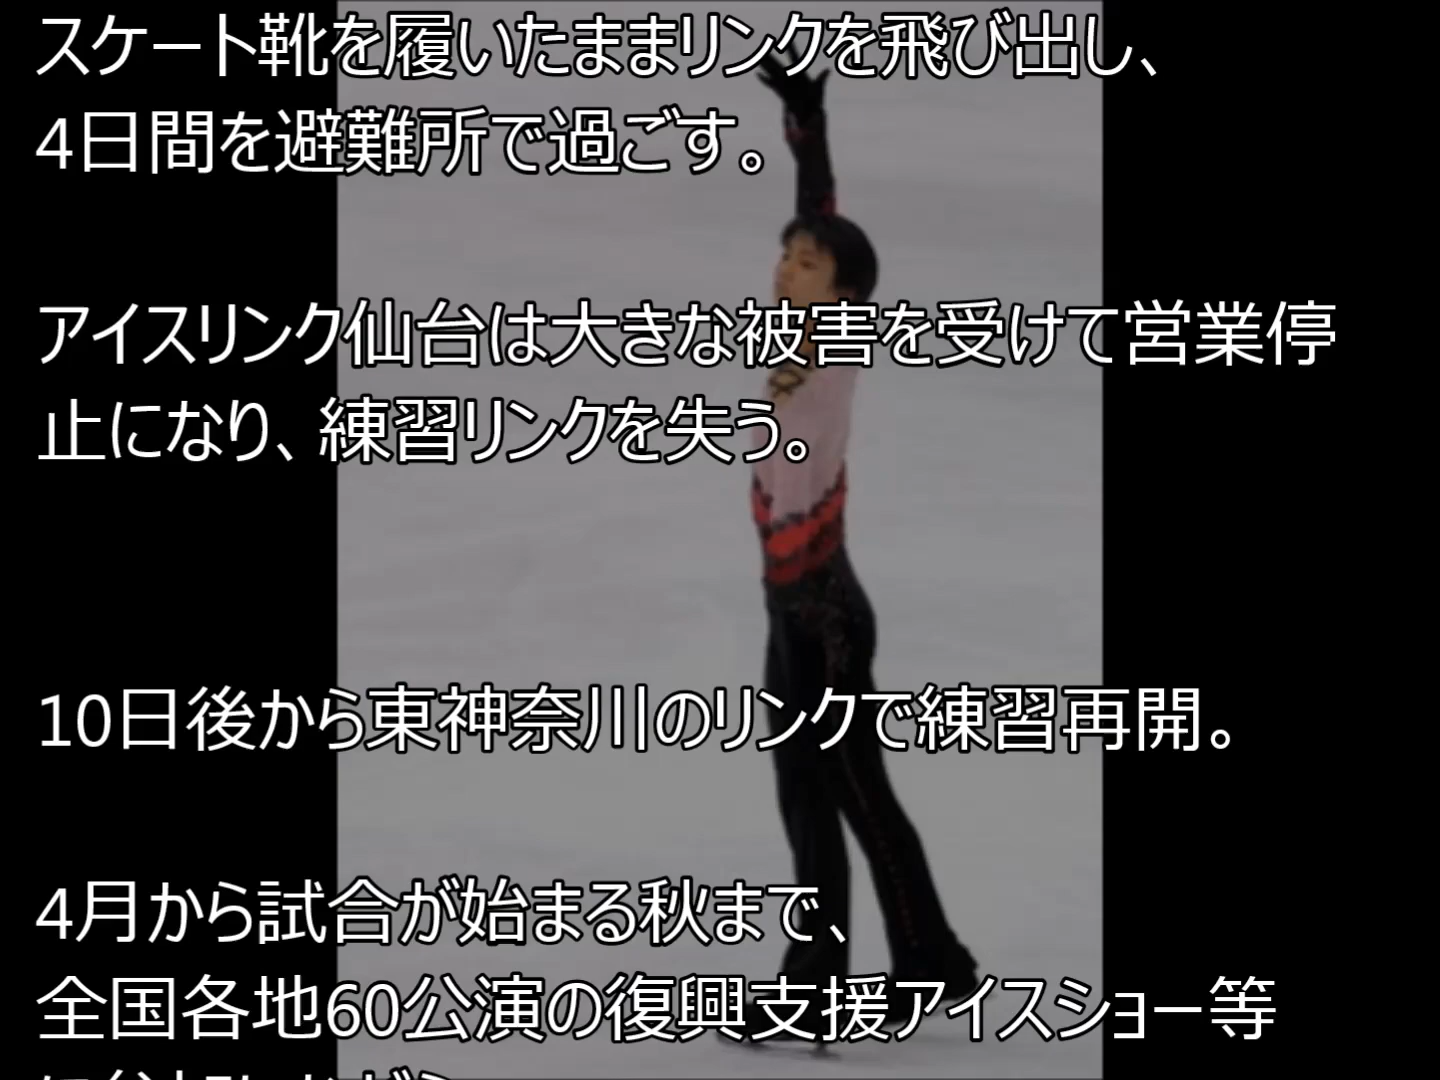 スケート靴を履いたままリンクを飛び出し、
4日間を避難所で過ごす。
アイスリンク仙台は大きな被害を受けて営業停
止になり、練習リンクを失う。
10日後から東神奈川のリンクで練習再開。
4月から試合が始まる秋まで、
全国各地60公演の復興支援アイスショー等